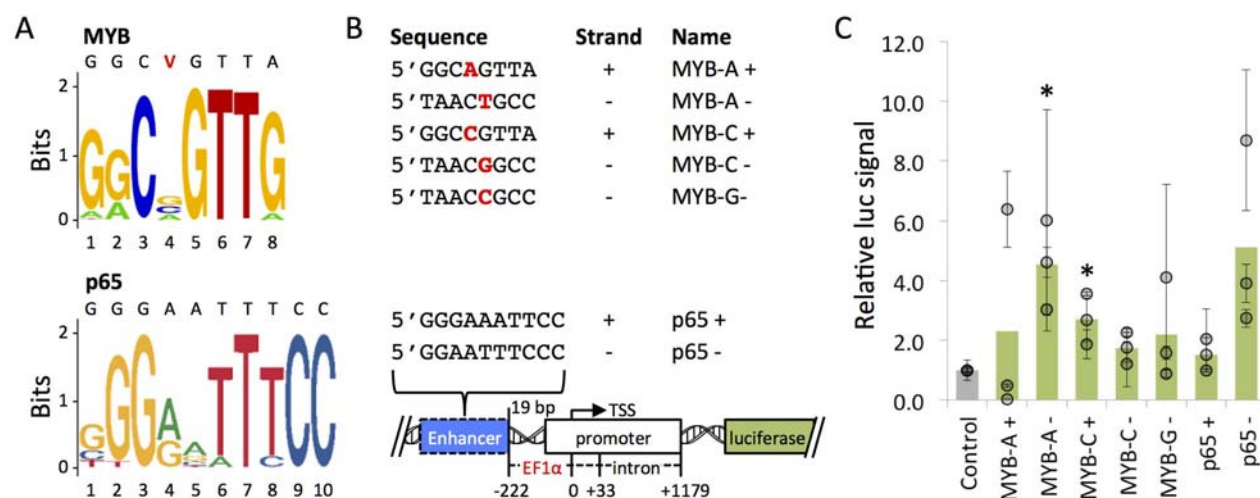 A
MYB
G G C V G T T A
Bits
2
1
0
G G C G G T T G
A A C A
A
1 2 3 4 5 6 7 8
p65
G G G A A T T T C C
Bits
2
1
0
1 2 3 4 5 6 7 8 9 10
B
Sequence Strand Name
5'GGCAGTTA + MYB-A +
5'TAACTGCC - MYB-A -
5'GGCCGTTA + MYB-C +
5'TAACGGCC - MYB-C -
5'TAACCGCC - MYB-G-
5'GGGAAATTCC + p65 +
5'GGAATTTCCC - p65 -
19 bp TSS
Enhancer promoter luciferase
EF1α intron
-222 0 +33 +1179
C
Relative luc signal
12.0
10.0
8.0
6.0
4.0
2.0
0.0
* *
Control
MYB-A +
MYB-A -
MYB-C +
MYB-C -
MYB-G -
p65 +
p65 -